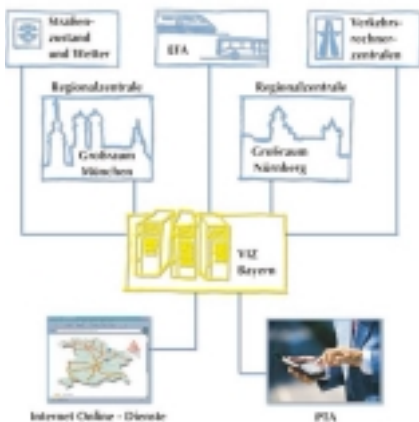 Straßen-
zustand
und Wetter
EFA
Verkehrs-
rechner-
zentralen
Regionalzentrale
Regionalzentrale
Großraum
München
Großraum
Nürnberg
VIZ
Bayern
Internet Online - Dienste
PTA